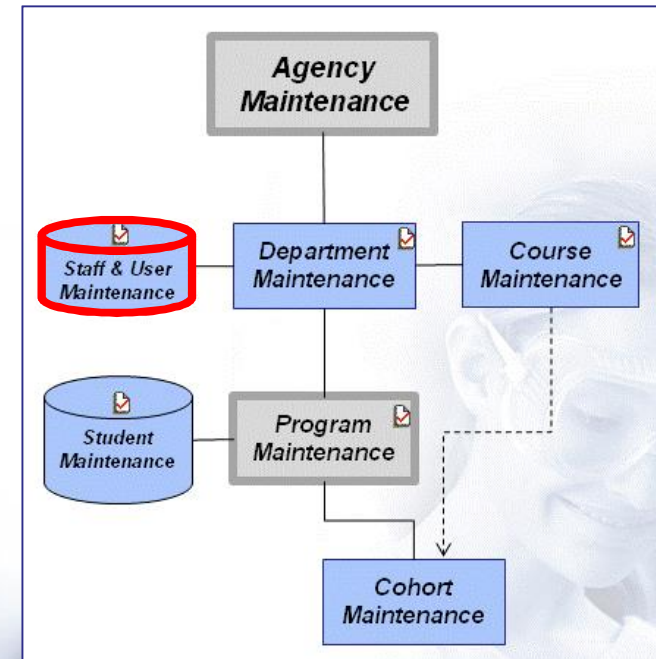 Agency
Maintenance
Staff & User
Maintenance
Department
Maintenance
Course
Maintenance
Student
Maintenance
Program
Maintenance
Cohort
Maintenance